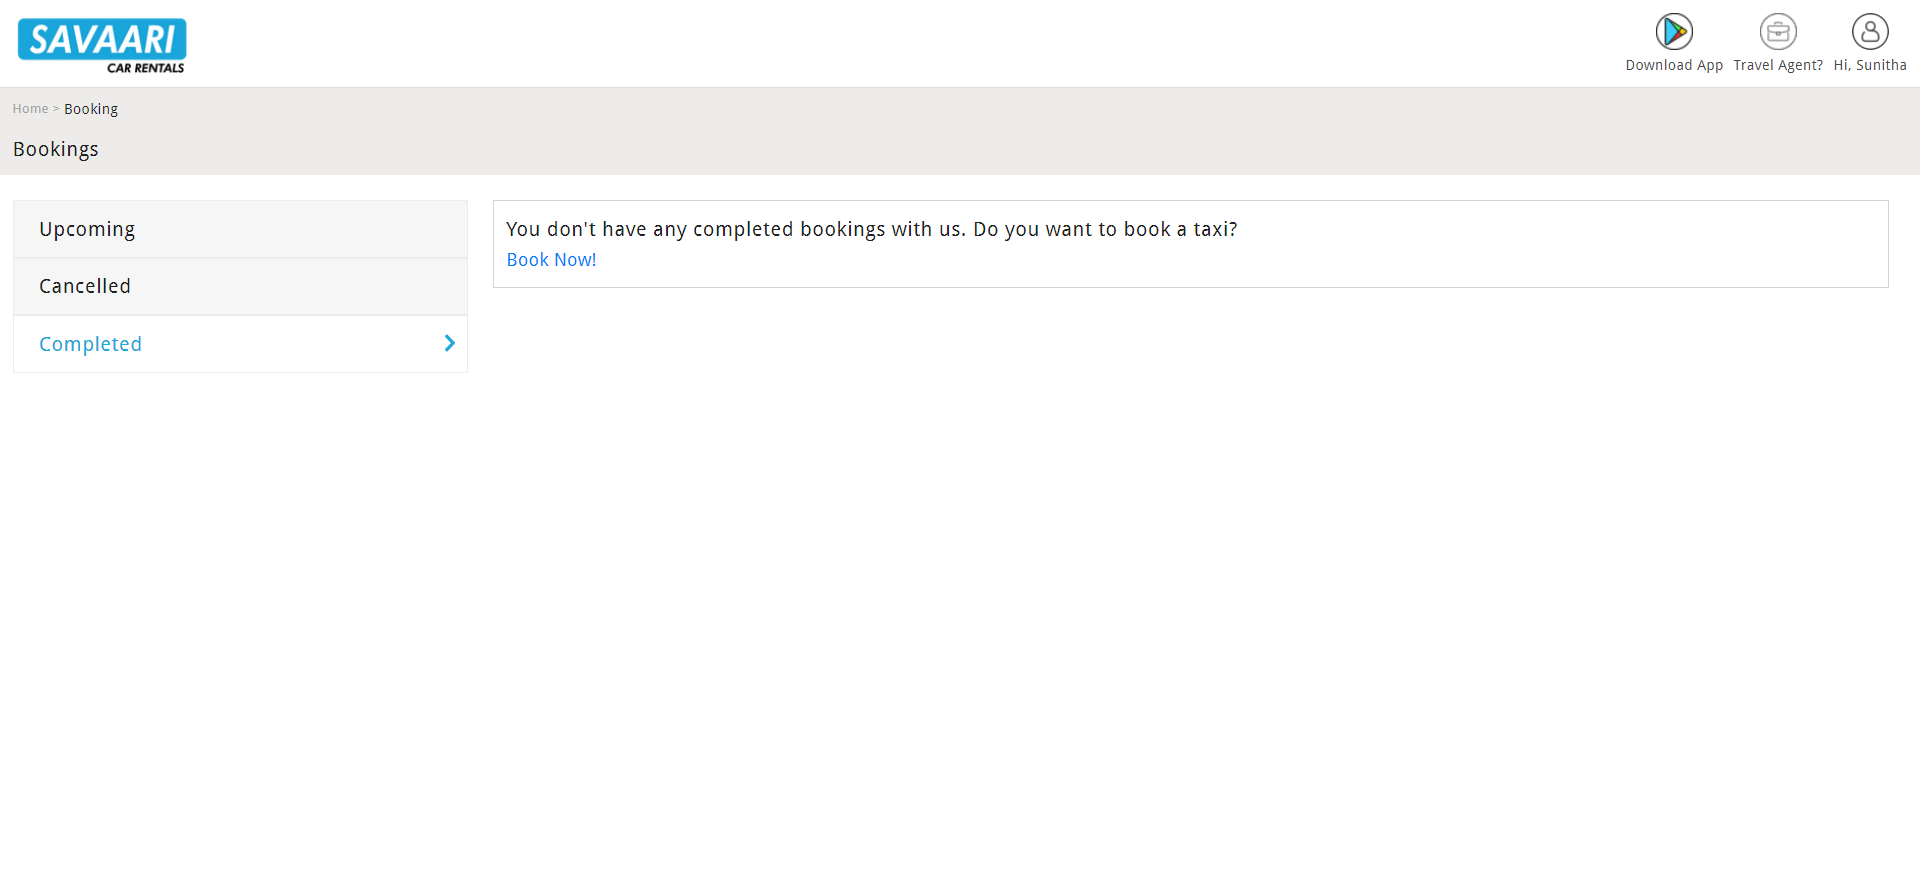 SAVAARI
CAR RENTALS
Download App
Travel Agent?
Hi, Sunitha
Home > Booking
Bookings
Upcoming
Cancelled
Completed
You don't have any completed bookings with us. Do you want to book a taxi?
Book Now!